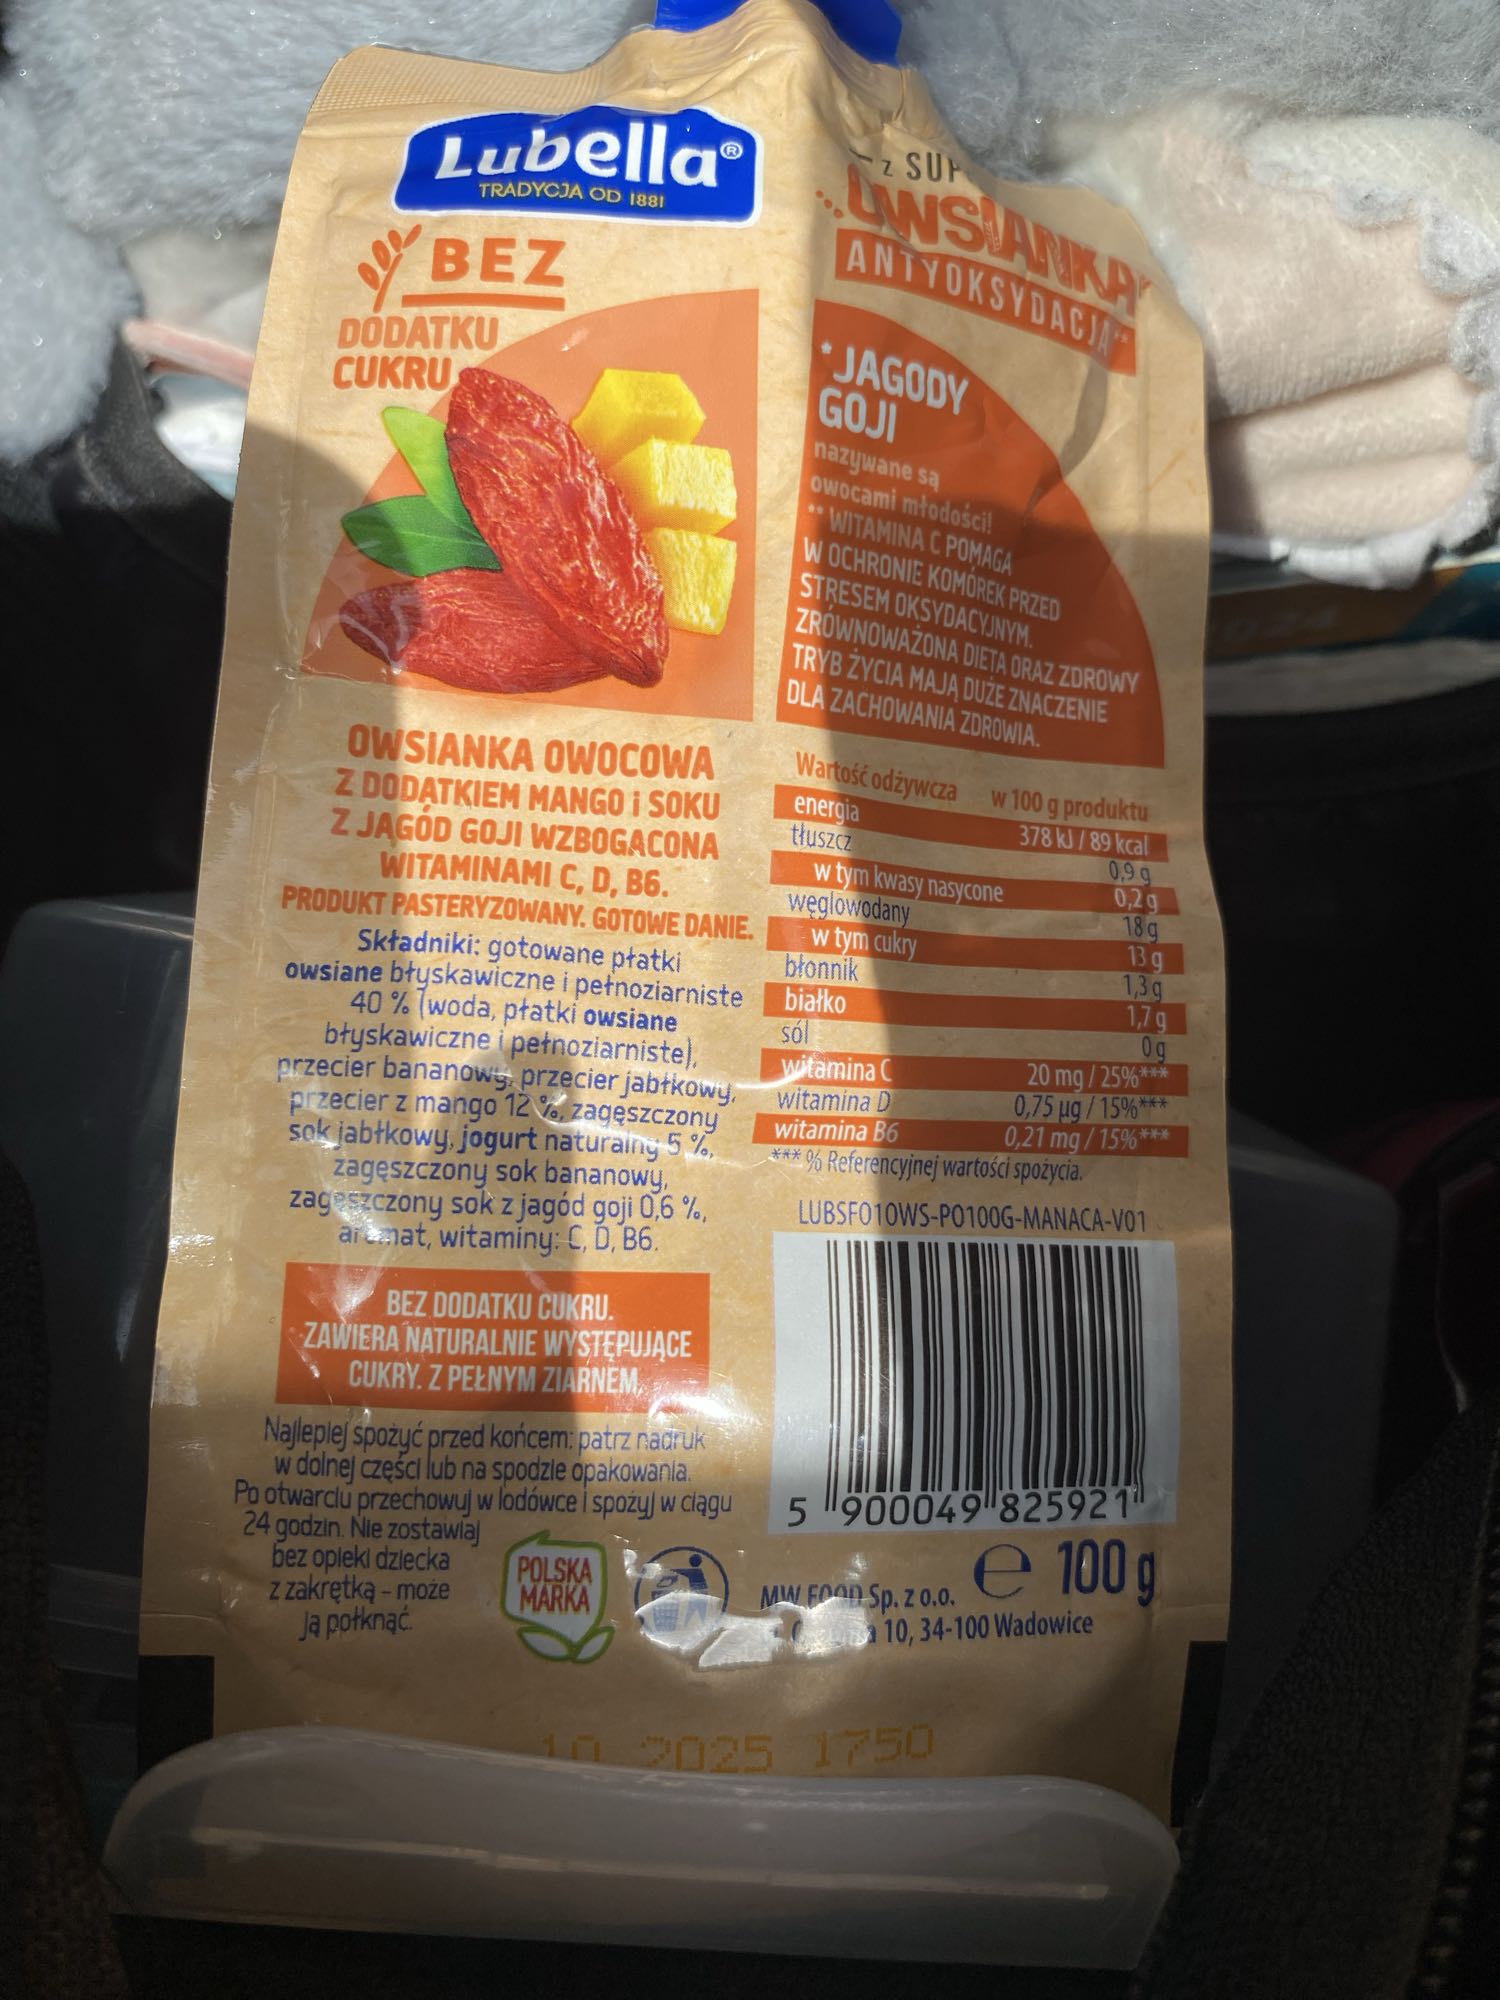 Lubella®
TRADYCJA OD 1881
BEZ
DODATKU
CUKRU
OWSIANKA OWOCOWA
Z DODATKIEM MANGO i SOKU
Z JAGÓD GOJI WZBOGACONA
WITAMINAMI C, D, B6.
PRODUKT PASTERYZOWANY. GOTOWE DANIE.
Składniki: gotowane płatki
owsiane błyskawiczne i pełnoziarniste
40 % (woda, płatki owsiane
błyskawiczne i pełnoziarniste),
przecier bananowy, przecier jabłkowy,
przecier z mango 12 %, zagęszczony
sok jabłkowy, jogurt naturalny 5 %,
zagęszczony sok bananowy,
zagęszczony sok z jagód goji 0,6 %,
aromat, witaminy: C, D, B6.
BEZ DODATKU CUKRU.
ZAWIERA NATURALNIE WYSTĘPUJĄCE
CUKRY. Z PEŁNYM ZIARNEM.
Najlepiej spożyć przed końcem: patrz nadruk
w dolnej części lub na spodzie opakowania.
Po otwarciu przechowuj w lodówce i spożyj w ciągu
24 godzin. Nie zostawiaj
bez opieki dziecka
z zakrętką – może
ją połknąć.
POLSKA
MARKA
z SUP
OWSIANKA
ANTYOKSYDACJA**
*JAGODY
GOJI
nazywane są
owocami młodości!
** WITAMINA C POMAGA
W OCHRONIE KOMÓREK PRZED
STRESEM OKSYDACYJNYM.
ZRÓWNOWAŻONA DIETA ORAZ ZDROWY
TRYB ŻYCIA MAJĄ DUŻE ZNACZENIE
DLA ZACHOWANIA ZDROWIA.
Wartość odżywcza w 100 g produktu
energia 378 kJ / 89 kcal
tłuszcz 0,9 g
w tym kwasy nasycone 0,2 g
węglowodany 18 g
w tym cukry 13 g
błonnik 1,3 g
białko 1,7 g
sól 0 g
witamina C 20 mg / 25%***
witamina D 0,75 µg / 15%***
witamina B6 0,21 mg / 15%***
*** % Referencyjnej wartości spożycia.
LUBSF01OWS-PO100G-MANACA-V01
5 900049 825921
e 100 g
MW FOOD Sp. z o.o.
10, 34-100 Wadowice
10 2025 1750